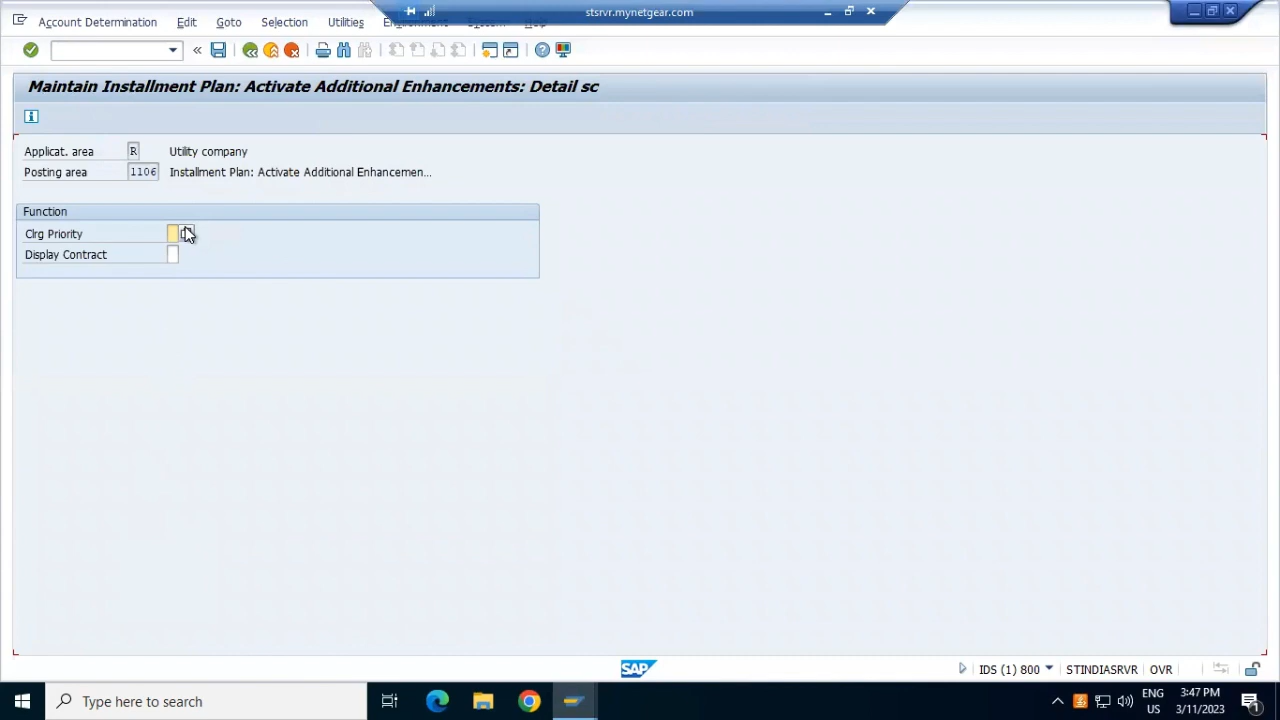 stsrvr.mynetgear.com
Account Determination Edit Goto Selection Utilities
Maintain Installment Plan: Activate Additional Enhancements: Detail sc
Applicat. area R Utility company
Posting area 1106 Installment Plan: Activate Additional Enhancemen...
Function
Clrg Priority
Display Contract
SAP
IDS (1) 800 STNDIASRVR OVR
Type here to search
ENG
US
3:47 PM
3/11/2023
1